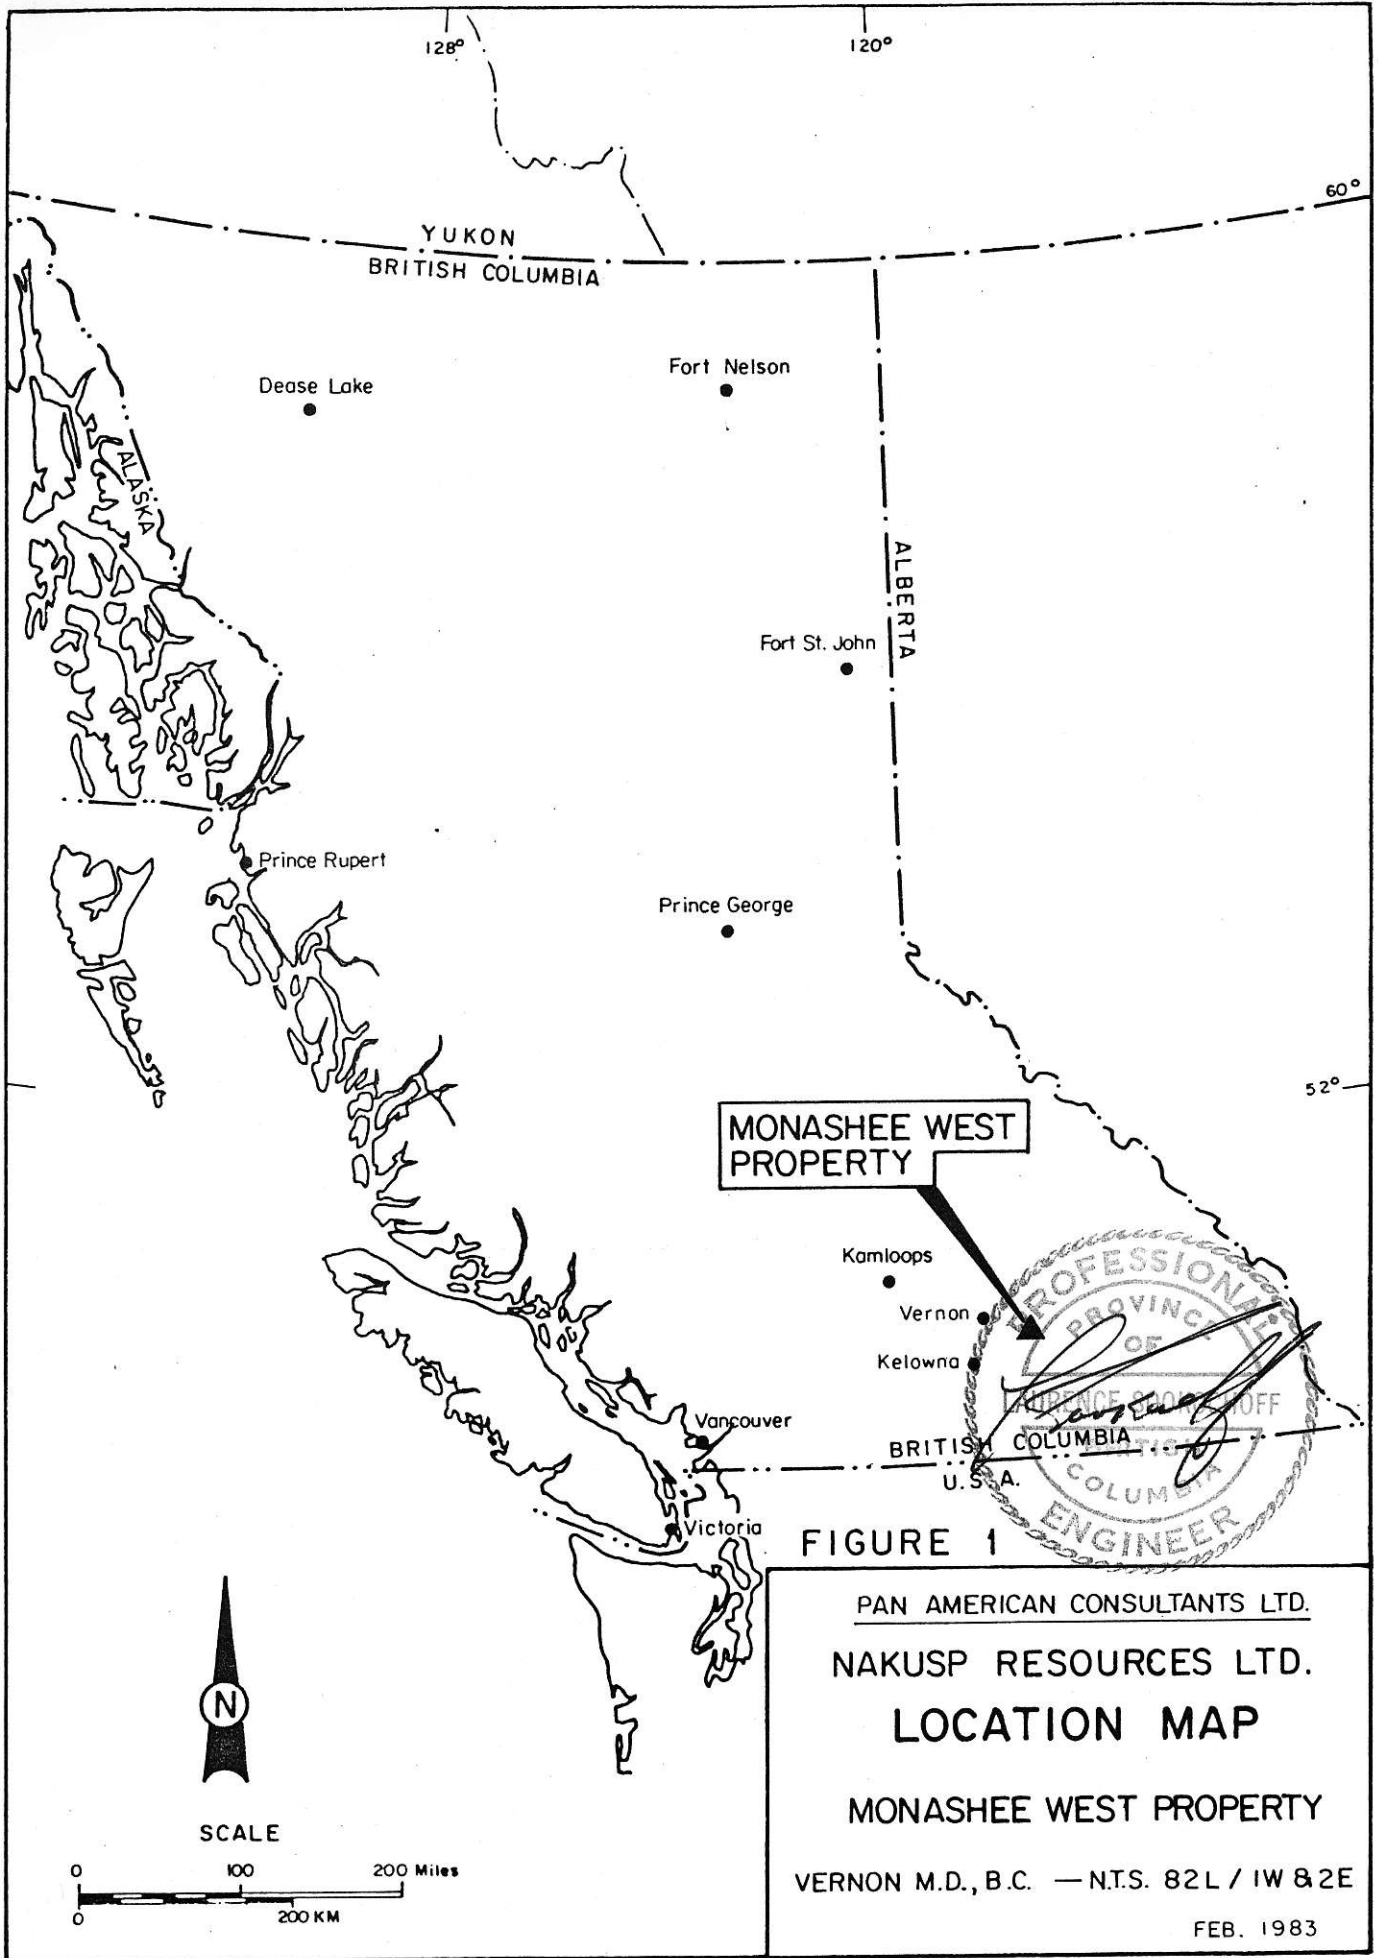 128°
120°
60°
YUKON
BRITISH COLUMBIA
Fort Nelson
Dease Lake
ALASKA
ALBERTA
Fort St. John
Prince Rupert
Prince George
52°
MONASHEE WEST
PROPERTY
Kamloops
Vernon
Kelowna
PROFESSIONAL
PROVINCE
OF
LAURENCE
BRITISH
COLUMBIA
ENGINEER
Vancouver
BRITISH COLUMBIA
U.S.A.
Victoria
FIGURE 1
PAN AMERICAN CONSULTANTS LTD.
NAKUSP RESOURCES LTD.
LOCATION MAP
MONASHEE WEST PROPERTY
VERNON M.D., B.C. — N.T.S. 82L / 1W & 2E
FEB. 1983
N
SCALE
0 100 200 Miles
0 200 KM